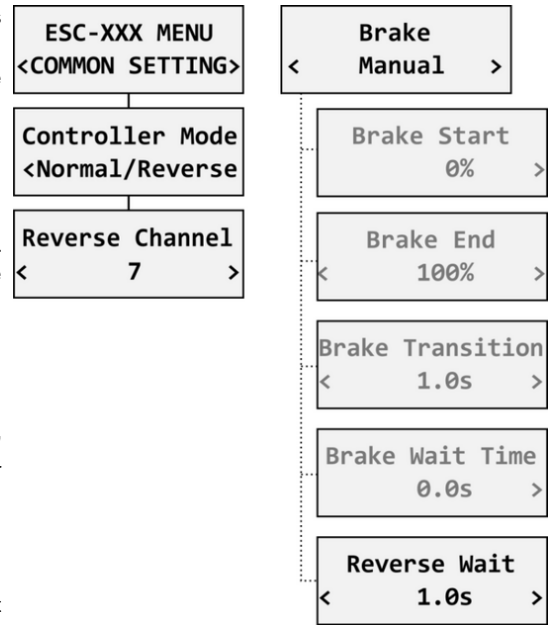 ESC-XXX MENU
<COMMON SETTING>
Controller Mode
<Normal/Reverse
Reverse Channel
< 7 >
Brake
< Manual >
Brake Start
0% >
Brake End
< 100% >
Brake Transition
< 1.0s >
Brake Wait Time
0.0s >
Reverse Wait
< 1.0s >